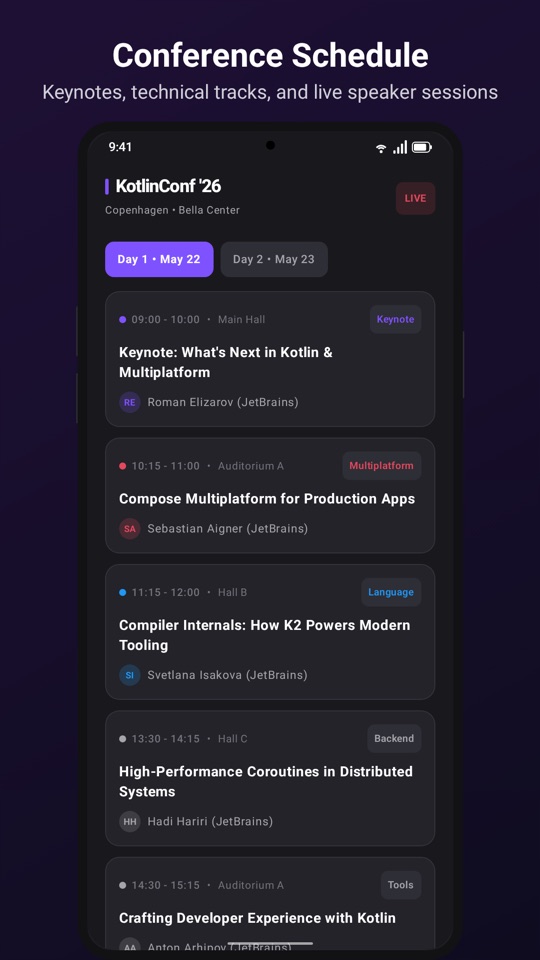 Conference Schedule
Keynotes, technical tracks, and live speaker sessions
9:41
KotlinConf '26
Copenhagen • Bella Center
LIVE
Day 1 • May 22
Day 2 • May 23
09:00 - 10:00 • Main Hall
Keynote
Keynote: What's Next in Kotlin &
Multiplatform
RE
Roman Elizarov (JetBrains)
10:15 - 11:00 • Auditorium A
Multiplatform
Compose Multiplatform for Production Apps
SA
Sebastian Aigner (JetBrains)
11:15 - 12:00 • Hall B
Language
Compiler Internals: How K2 Powers Modern
Tooling
SI
Svetlana Isakova (JetBrains)
13:30 - 14:15 • Hall C
Backend
High-Performance Coroutines in Distributed
Systems
HH
Hadi Hariri (JetBrains)
14:30 - 15:15 • Auditorium A
Tools
Crafting Developer Experience with Kotlin
AA
Anton Arhipov (JetBrains)